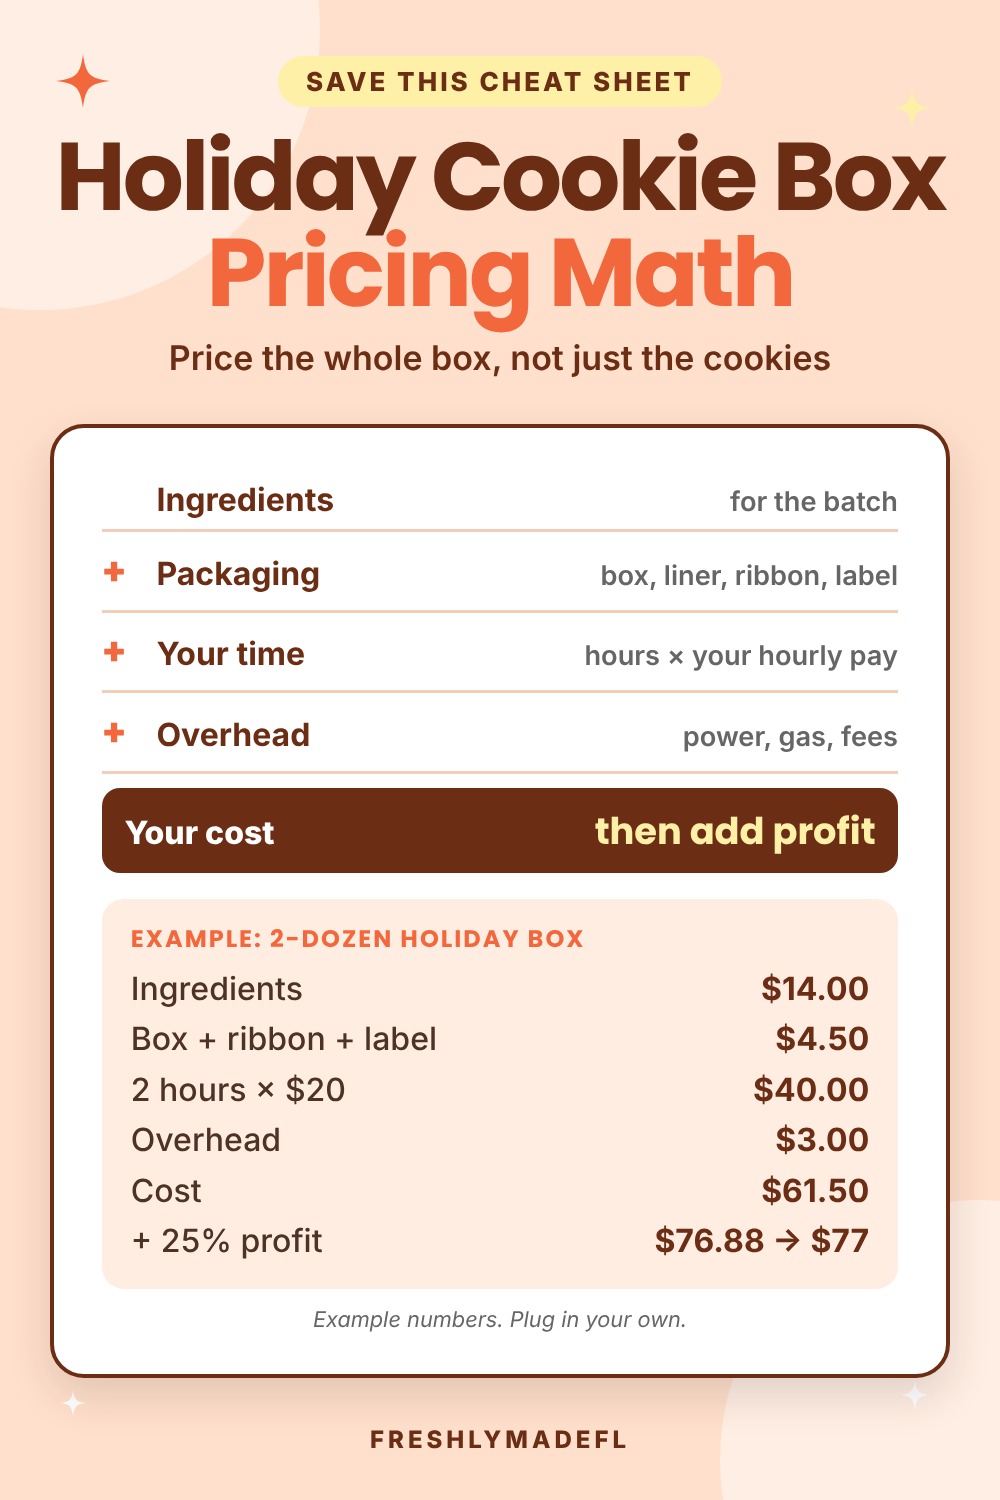 SAVE THIS CHEAT SHEET
Holiday Cookie Box
Pricing Math
Price the whole box, not just the cookies
Ingredients for the batch
+ Packaging box, liner, ribbon, label
+ Your time hours × your hourly pay
+ Overhead power, gas, fees
Your cost then add profit
EXAMPLE: 2-DOZEN HOLIDAY BOX
Ingredients $14.00
Box + ribbon + label $4.50
2 hours × $20 $40.00
Overhead $3.00
Cost $61.50
+ 25% profit $76.88 → $77
Example numbers. Plug in your own.
FRESHLYMADEFL